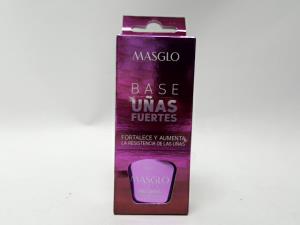 MASGLO
BASE
UÑAS
FUERTES
FORTALECE Y AUMENTA
LA RESISTENCIA DE LAS UÑAS
MASGLO